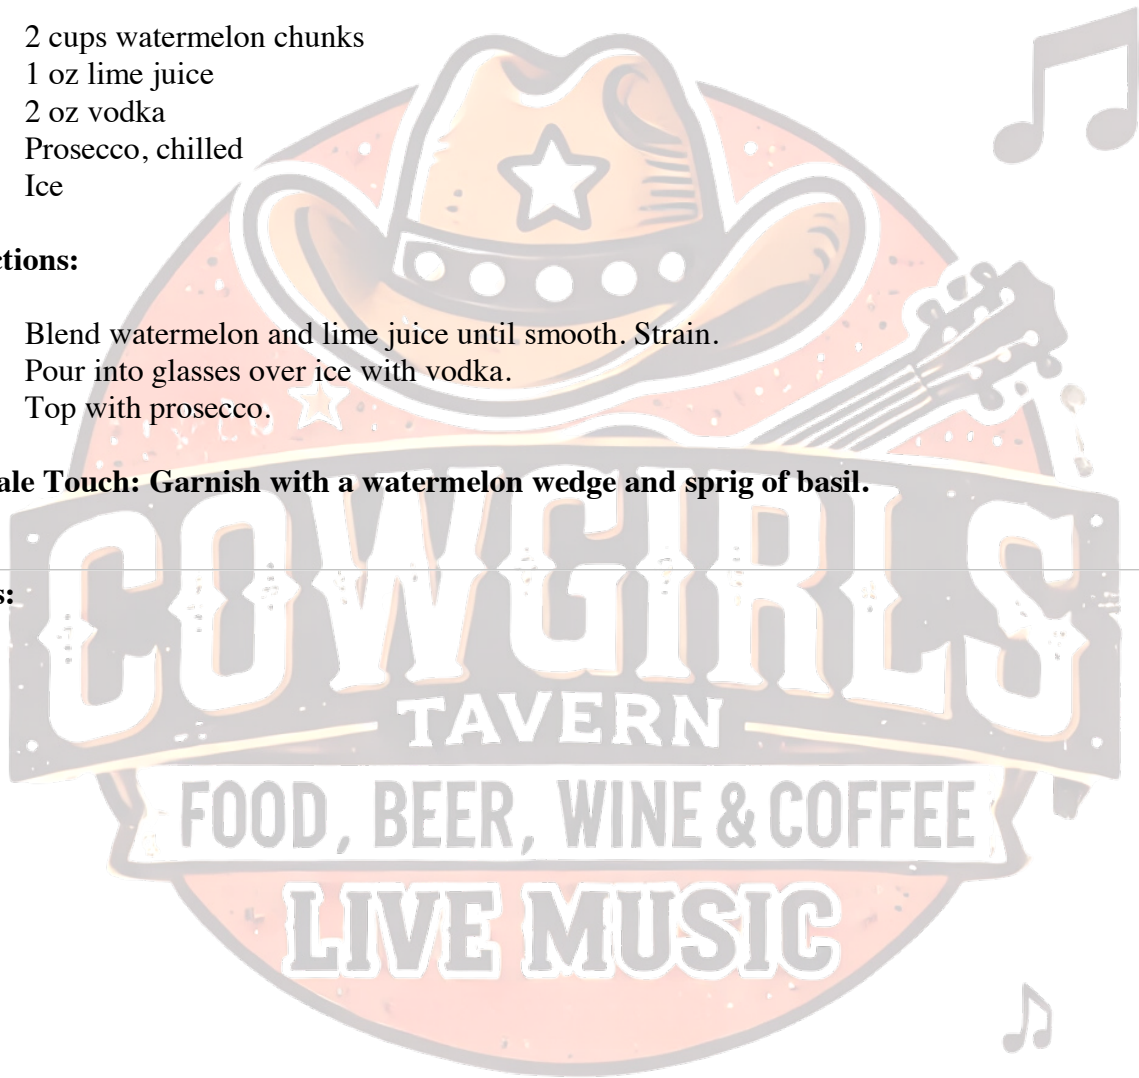 2 cups watermelon chunks
1 oz lime juice
2 oz vodka
Prosecco, chilled
Ice
ctions:
Blend watermelon and lime juice until smooth. Strain.
Pour into glasses over ice with vodka.
Top with prosecco.
ale Touch: Garnish with a watermelon wedge and sprig of basil.
s:
COWGIRLS
TAVERN
FOOD, BEER, WINE & COFFEE
LIVE MUSIC